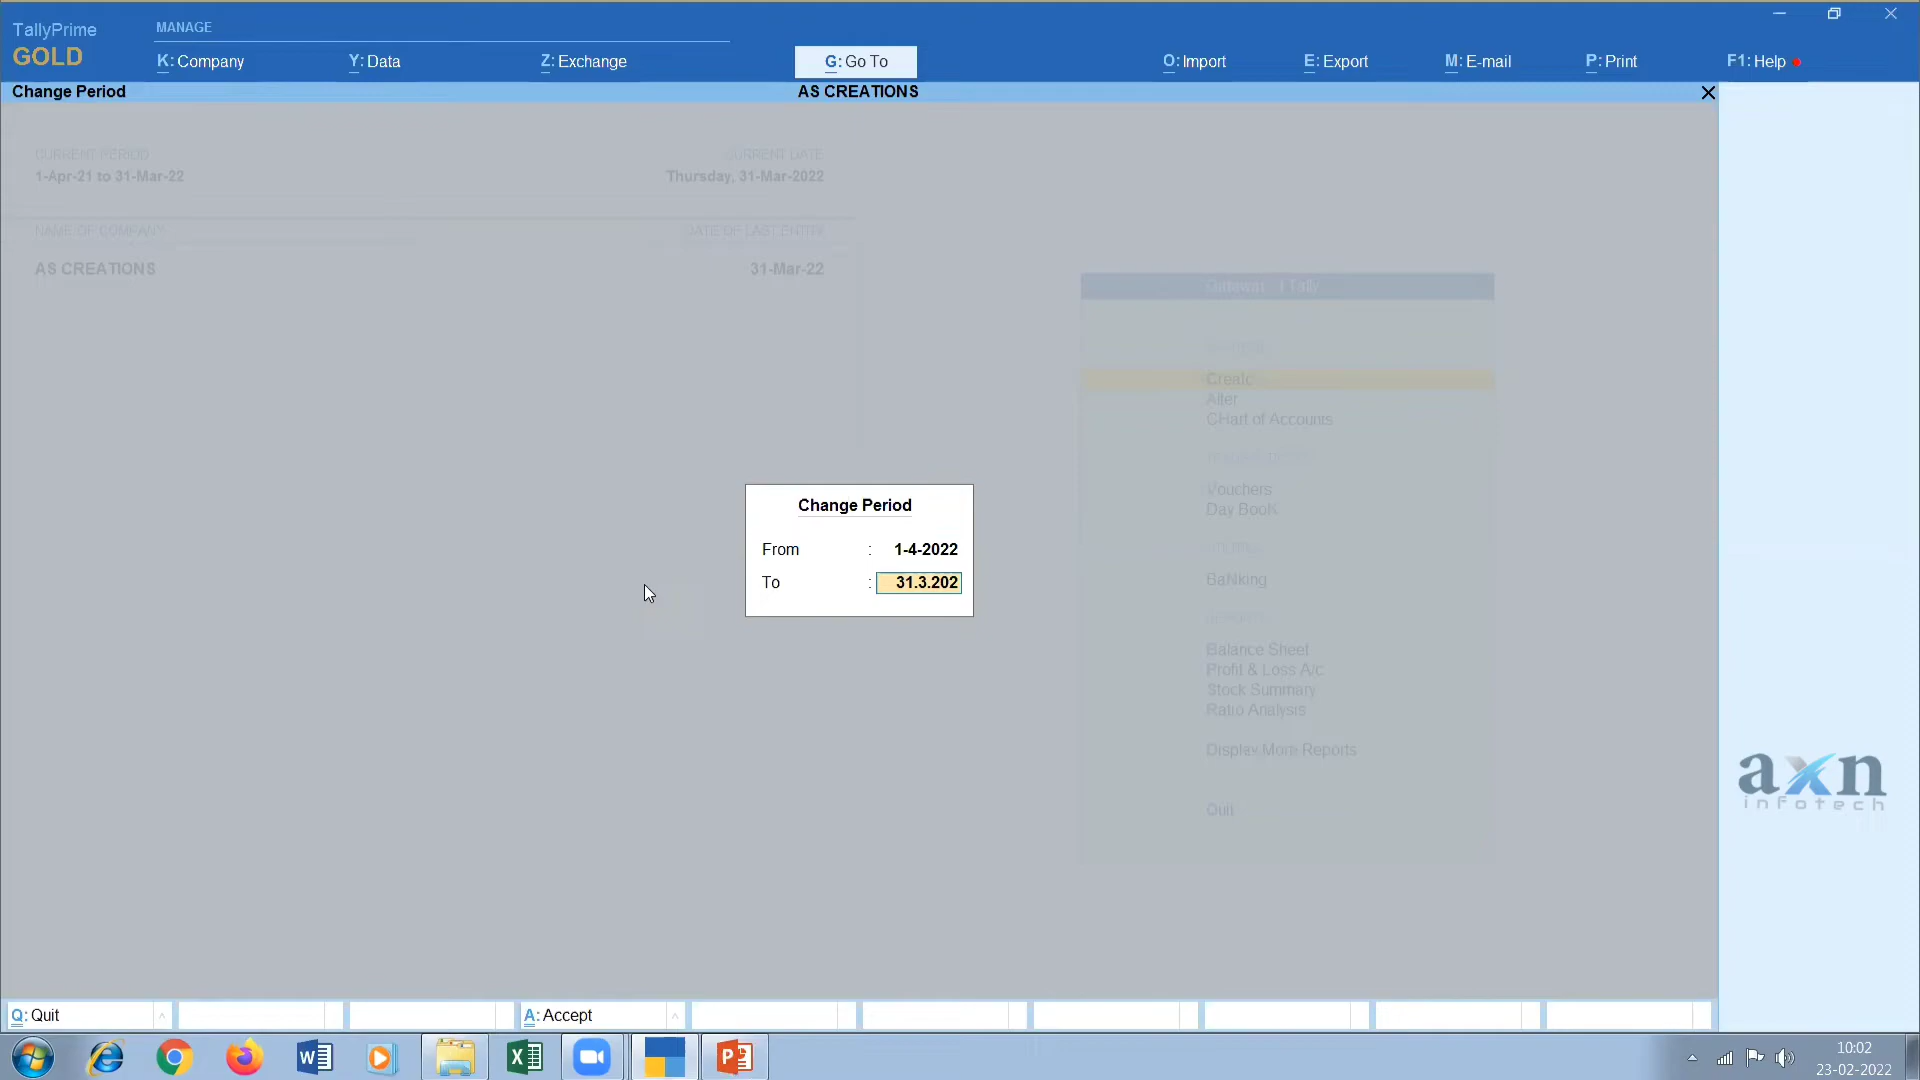 TallyPrime
GOLD
MANAGE
K: Company
Y: Data
Z: Exchange
G: Go To
O: Import
E: Export
M: E-mail
P: Print
F1: Help
Change Period
AS CREATIONS
CURRENT PERIOD
CURRENT DATE
1-Apr-21 to 31-Mar-22
Thursday, 31-Mar-2022
NAME OF COMPANY
DATE OF LAST ENTRY
AS CREATIONS
31-Mar-22
Create
Alter
CHart of Accounts
Vouchers
Day BooK
BaNking
Balance Sheet
Profit & Loss A/c
Stock Summary
Ratio Analysis
Display More Reports
Quit
Change Period
From : 1-4-2022
To : 31.3.202
axn
infotech
Q: Quit
A: Accept
10:02
23-02-2022